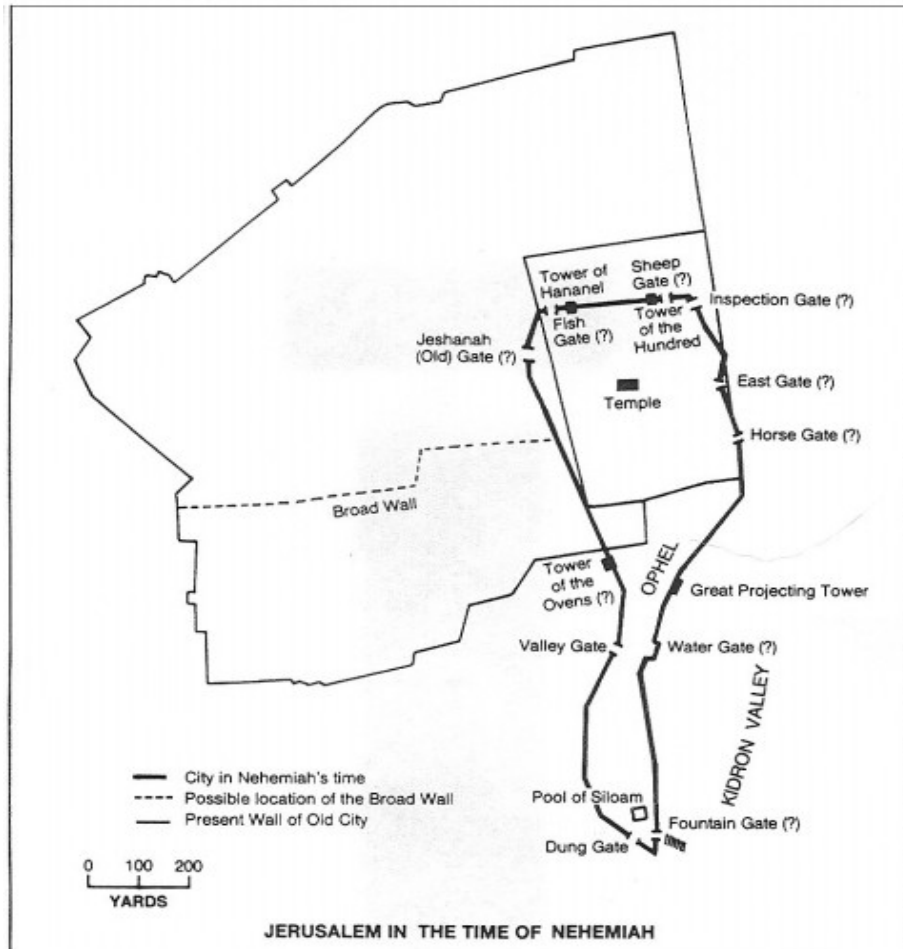 Tower of
Hananel
Sheep
Gate (?)
Inspection Gate (?)
Fish
Gate (?)
Tower
of the
Hundred
Jeshanah
(Old) Gate (?)
East Gate (?)
Temple
Horse Gate (?)
Broad Wall
OPHEL
Tower
of the
Ovens (?)
Great Projecting Tower
Valley Gate
Water Gate (?)
KIDRON VALLEY
City in Nehemiah's time
Possible location of the Broad Wall
Present Wall of Old City
Pool of Siloam
Fountain Gate (?)
Dung Gate
0 100 200
YARDS
JERUSALEM IN THE TIME OF NEHEMIAH